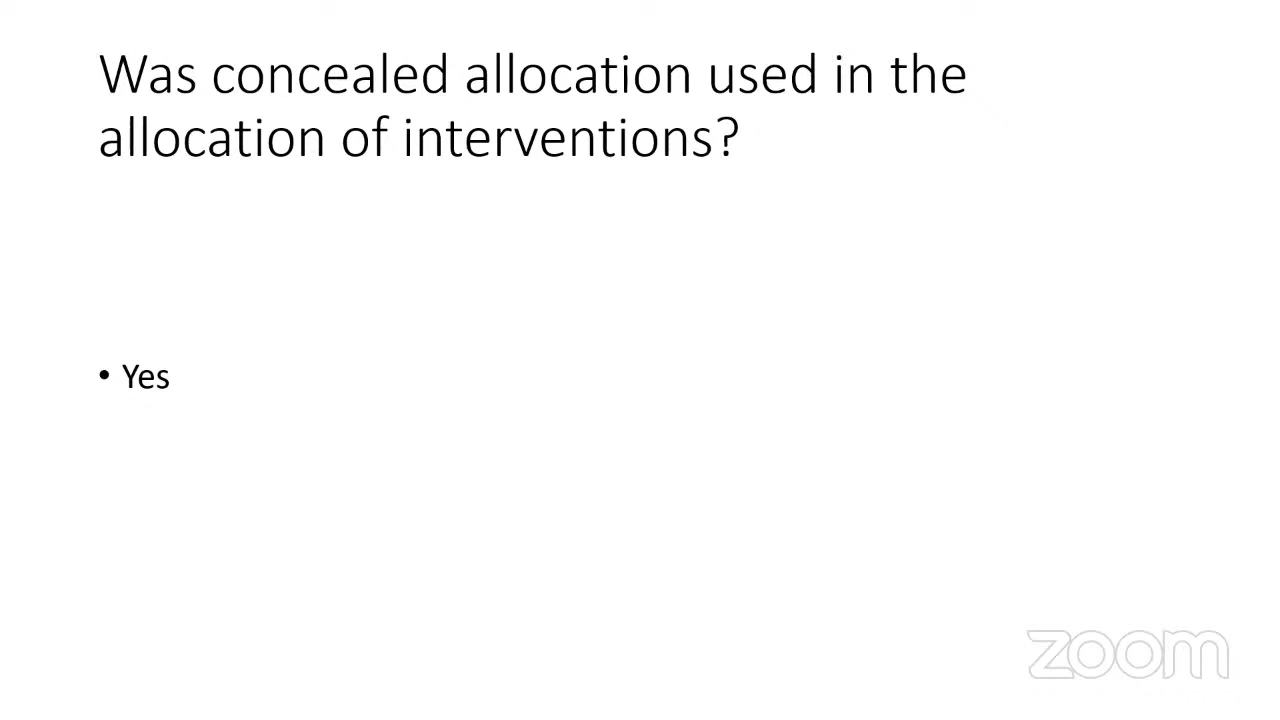 Was concealed allocation used in the
allocation of interventions?
• Yes
zoom